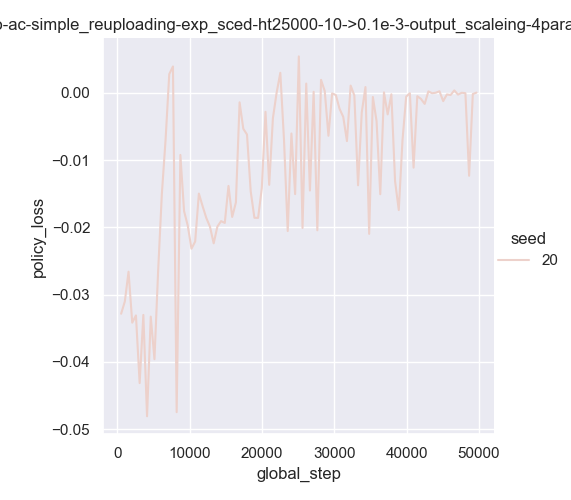 -ac-simple_reuploading-exp_sced-ht25000-10->0.1e-3-output_scaleing-4para
0.00
−0.01
−0.02
−0.03
−0.04
−0.05
policy_loss
0 10000 20000 30000 40000 50000
global_step
seed
20